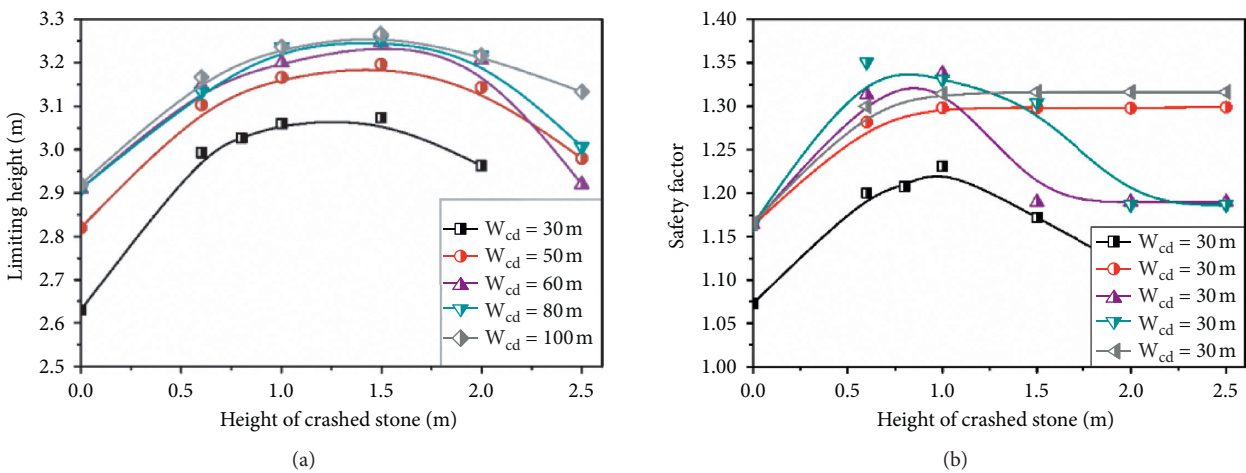 3.3
3.2
3.1
3.0
2.9
2.8
2.7
2.6
2.5
Limiting height (m)
0.0 0.5 1.0 1.5 2.0 2.5
Height of crashed stone (m)
W_cd = 30 m
W_cd = 50 m
W_cd = 60 m
W_cd = 80 m
W_cd = 100 m
(a)
1.40
1.35
1.30
1.25
1.20
1.15
1.10
1.05
1.00
Safety factor
0.0 0.5 1.0 1.5 2.0 2.5
Height of crashed stone (m)
W_cd = 30 m
W_cd = 30 m
W_cd = 30 m
W_cd = 30 m
W_cd = 30 m
(b)